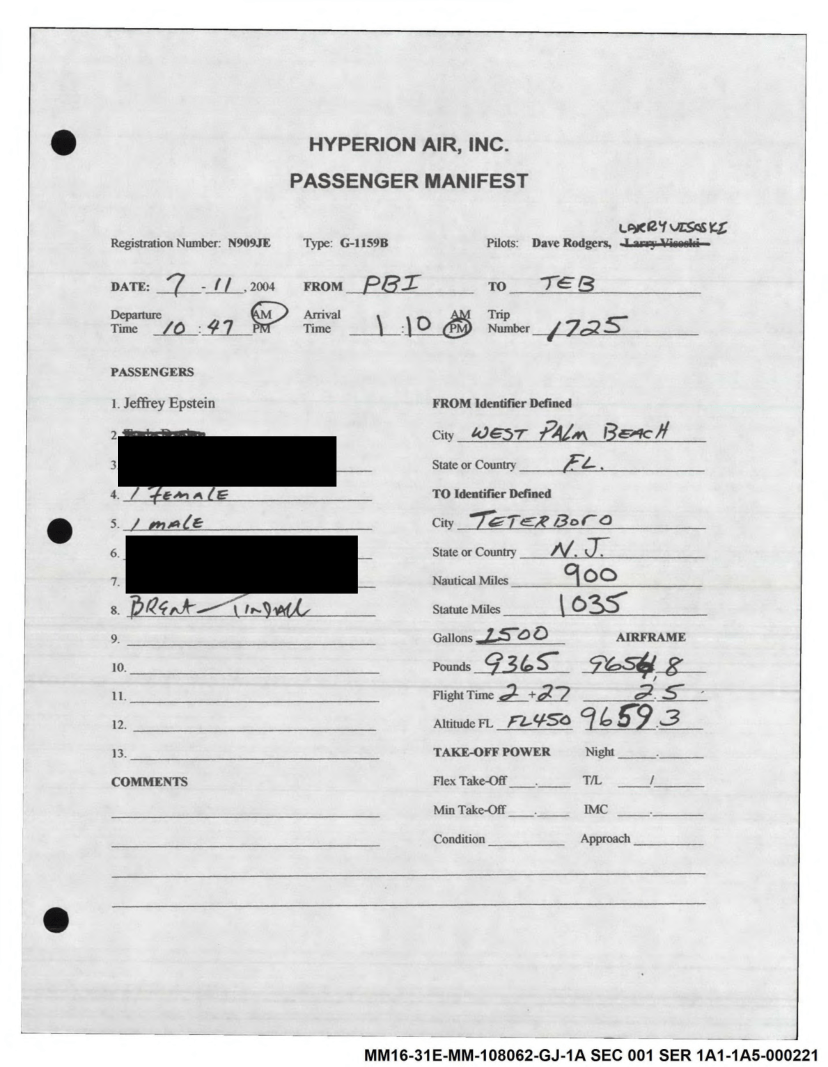 HYPERION AIR, INC.
PASSENGER MANIFEST
LARRY VISOSKI
Registration Number: N909JE Type: G-1159B Pilots: Dave Rodgers, Larry Visoski
DATE: 7 - 11 , 2004 FROM PBI TO TEB
Departure Time 10 : 47 AM PM Arrival Time 1 : 10 AM PM Trip Number 1725
PASSENGERS
1. Jeffrey Epstein FROM Identifier Defined
2. City WEST PALM BEACH
3. State or Country FL.
4. 1 FEMALE TO Identifier Defined
5. 1 MALE City TETERBORO
6. State or Country N. J.
7. Nautical Miles 900
8. BRENT TINDALL Statute Miles 1035
9. Gallons 1500 AIRFRAME
10. Pounds 9365
11. Flight Time 2 + 27 2.5
12. Altitude FL FL450 9659.3
13. TAKE-OFF POWER Night .
COMMENTS Flex Take-Off . T/L /
Min Take-Off . IMC .
Condition Approach
MM16-31E-MM-108062-GJ-1A SEC 001 SER 1A1-1A5-000221